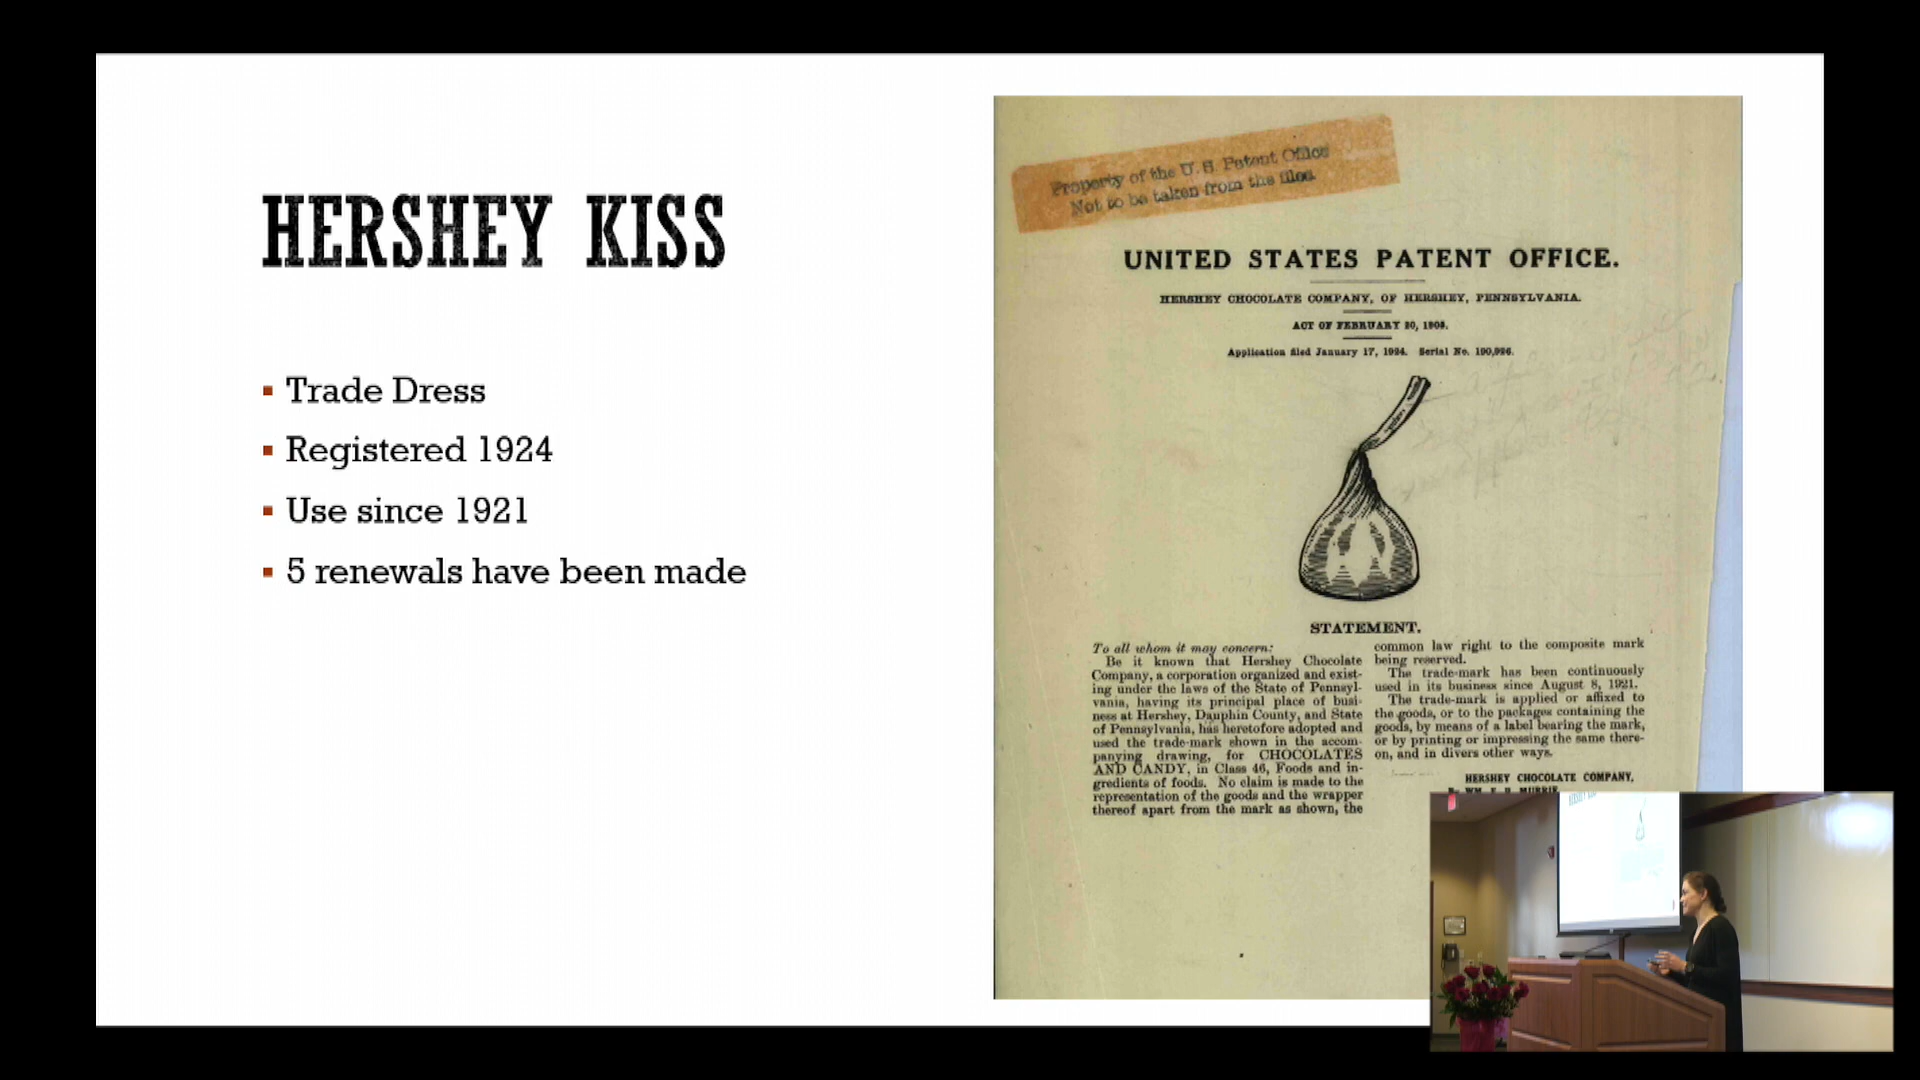 HERSHEY KISS
Trade Dress
Registered 1924
Use since 1921
5 renewals have been made
Property of the U. S. Patent Office
Not to be taken from the files
UNITED STATES PATENT OFFICE.
HERSHEY CHOCOLATE COMPANY, OF HERSHEY, PENNSYLVANIA.
ACT OF FEBRUARY 20, 1905.
Application filed January 17, 1924. Serial No. 190,926.
STATEMENT.
To all whom it may concern:
Be it known that Hershey Chocolate
Company, a corporation organized and exist-
ing under the laws of the State of Pennsyl-
vania, having its principal place of busi-
ness at Hershey, Dauphin County, and State
of Pennsylvania, has heretofore adopted and
used the trade-mark shown in the accom-
panying drawing, for CHOCOLATES
AND CANDY, in Class 46, Foods and in-
gredients of foods. No claim is made to the
representation of the goods and the wrapper
thereof apart from the mark as shown, the
common law right to the composite mark
being reserved.
The trade-mark has been continuously
used in its business since August 8, 1921.
The trade-mark is applied or affixed to
the goods, or to the packages containing the
goods, by means of a label bearing the mark,
or by printing or impressing the same there-
on, and in divers other ways.
HERSHEY CHOCOLATE COMPANY,